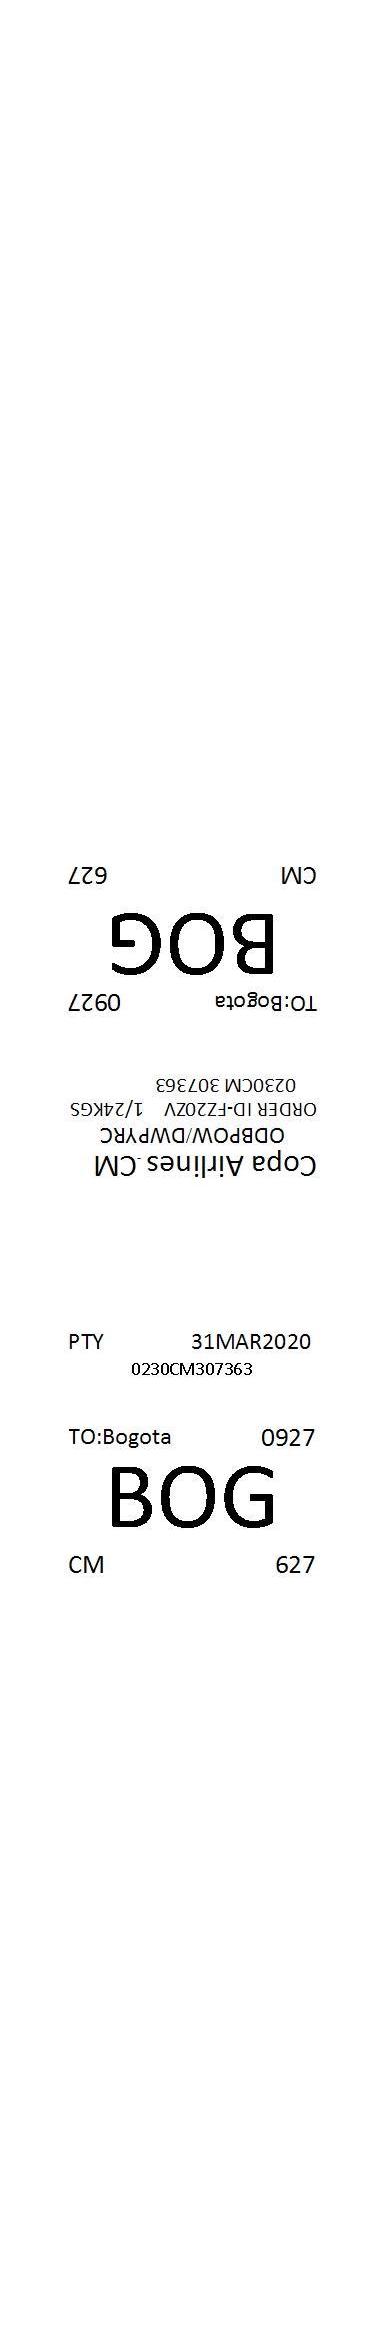 CM 627
BOG
TO:Bogota 0927
0230CM 307363
ORDER ID-FZ20ZV 1/24KGS
ODBPOW/DWPYRC
Copa Airlines CM
PTY 31MAR2020
0230CM307363
TO:Bogota 0927
BOG
CM 627